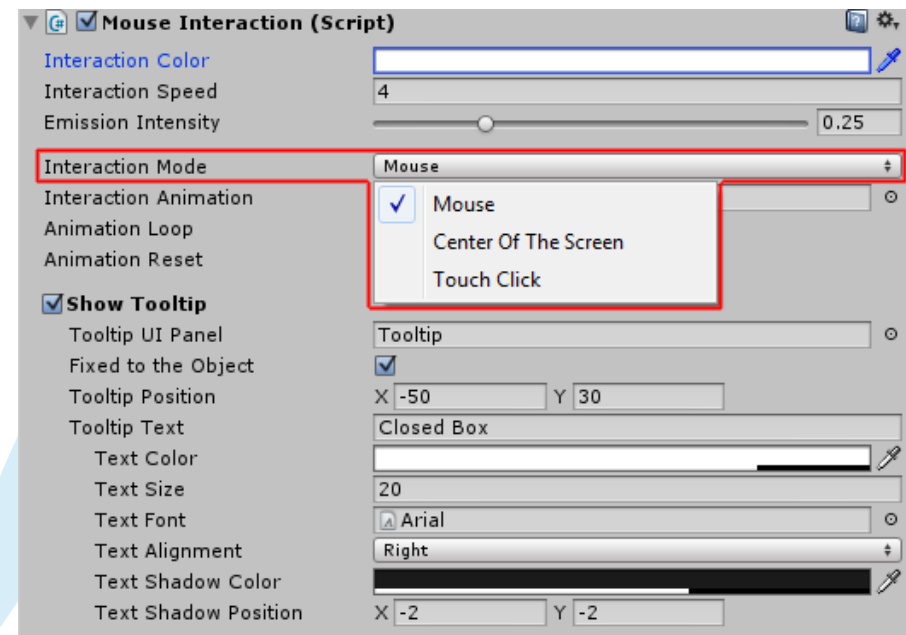 Mouse Interaction (Script)
Interaction Color
Interaction Speed 4
Emission Intensity 0.25
Interaction Mode Mouse
Interaction Animation
Mouse
Animation Loop
Center Of The Screen
Animation Reset
Touch Click
Show Tooltip
Tooltip UI Panel Tooltip
Fixed to the Object
Tooltip Position X -50 Y 30
Tooltip Text Closed Box
Text Color
Text Size 20
Text Font Arial
Text Alignment Right
Text Shadow Color
Text Shadow Position X -2 Y -2